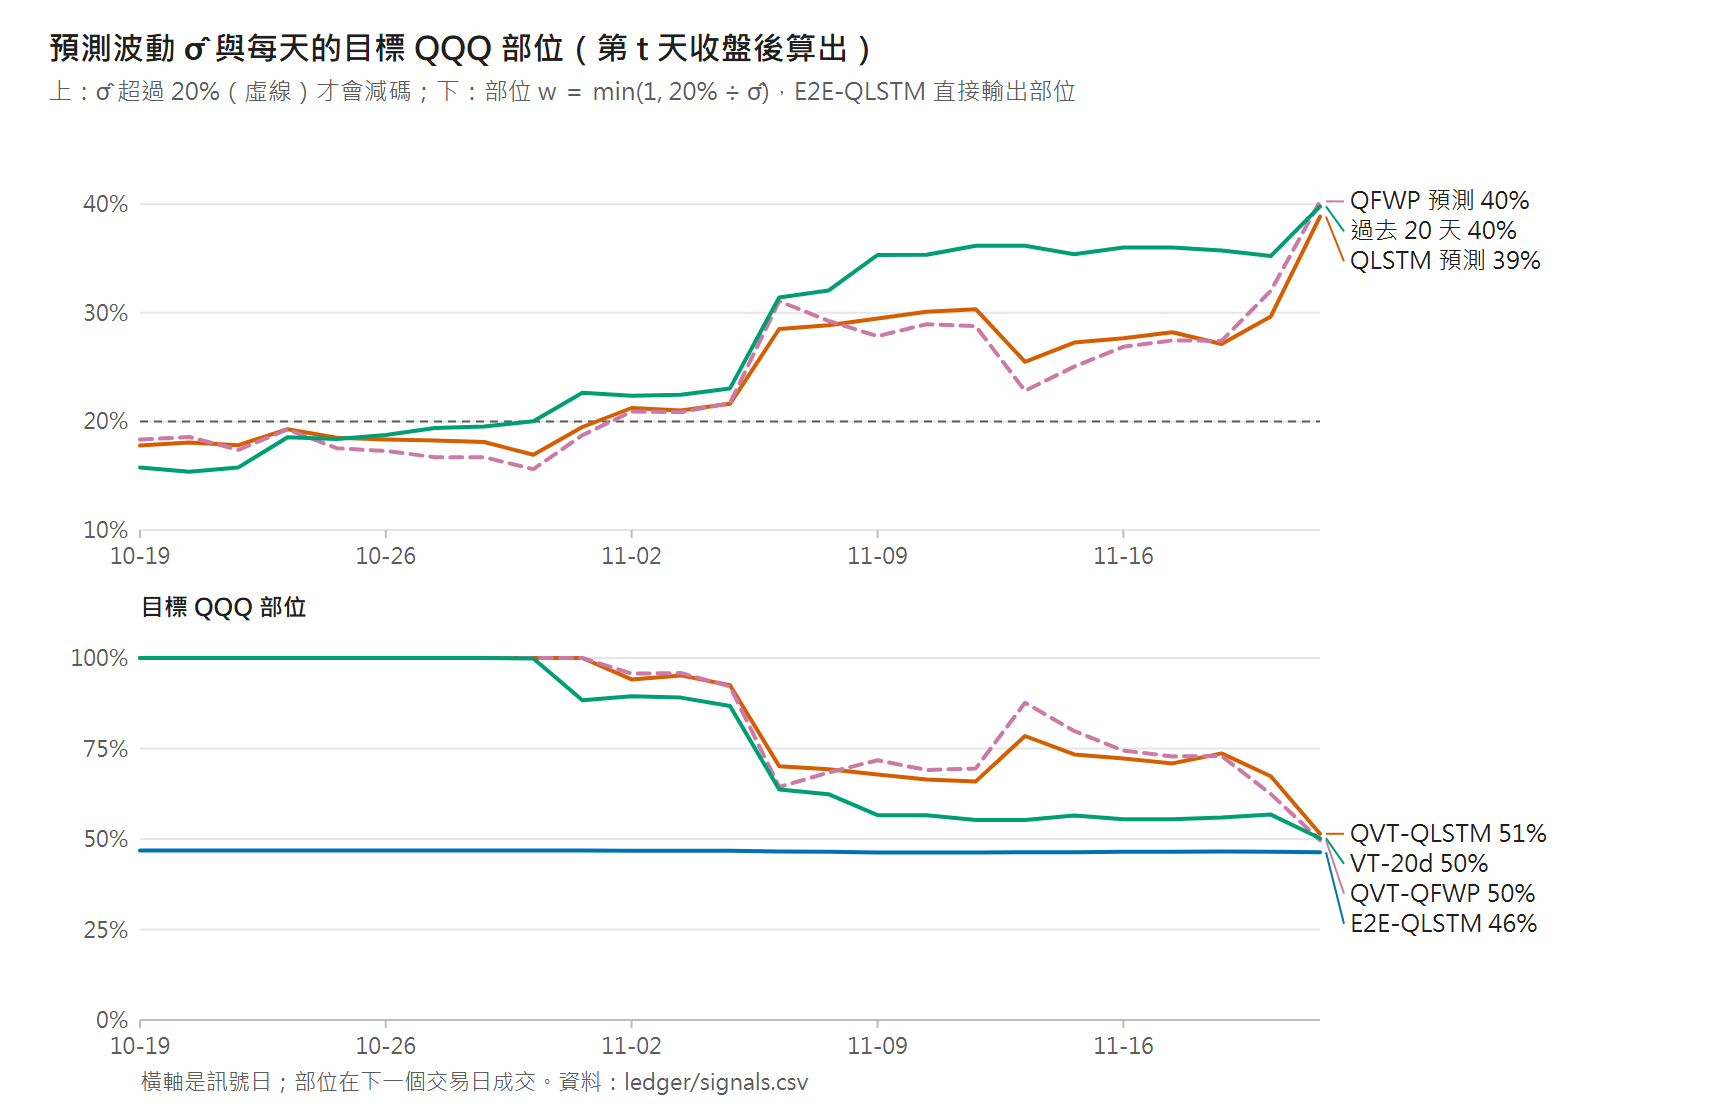 預測波動 σ̂ 與每天的目標 QQQ 部位（第 t 天收盤後算出）
上：σ̂ 超過 20%（虛線）才會減碼；下：部位 w = min(1, 20% ÷ σ̂)，E2E-QLSTM 直接輸出部位
40%
30%
20%
10%
QFWP 預測 40%
過去 20 天 40%
QLSTM 預測 39%
10-19
10-26
11-02
11-09
11-16
目標 QQQ 部位
100%
75%
50%
25%
0%
QVT-QLSTM 51%
VT-20d 50%
QVT-QFWP 50%
E2E-QLSTM 46%
10-19
10-26
11-02
11-09
11-16
橫軸是訊號日；部位在下一個交易日成交。資料：ledger/signals.csv